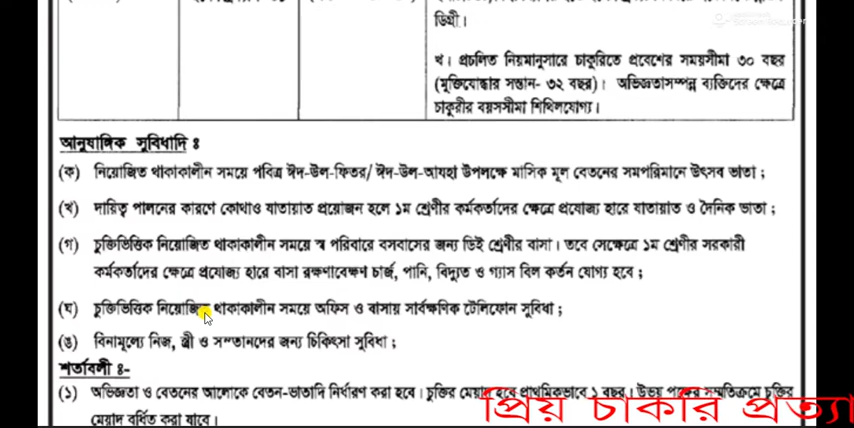 ডিগ্রী।
খ। প্রচলিত নিয়মানুসারে চাকুরিতে প্রবেশের সময়সীমা ৩০ বছর
(মুক্তিযোদ্ধার সন্তান- ৩২ বছর)। অভিজ্ঞতাসম্পন্ন ব্যক্তিদের ক্ষেত্রে
চাকুরীর বয়সসীমা শিথিলযোগ্য।
আনুষাঙ্গিক সুবিধাদি ঃ
(ক) নিয়োজিত থাকাকালীন সময়ে পবিত্র ঈদ-উল-ফিতর/ ঈদ-উল-আযহা উপলক্ষে মাসিক মূল বেতনের সমপরিমানে উৎসব ভাতা ;
(খ) দায়িত্ব পালনের কারণে কোথাও যাতায়াত প্রয়োজন হলে ১ম শ্রেণীর কর্মকর্তাদের ক্ষেত্রে প্রযোজ্য হারে যাতায়াত ও দৈনিক ভাতা ;
(গ) চুক্তিভিত্তিক নিয়োজিত থাকাকালীন সময়ে স্ব পরিবারে বসবাসের জন্য ডিই শ্রেণীর বাসা। তবে সেক্ষেত্রে ১ম শ্রেণীর সরকারী
কর্মকর্তাদের ক্ষেত্রে প্রযোজ্য হারে বাসা রক্ষণাবেক্ষণ চার্জ, পানি, বিদ্যুত ও গ্যাস বিল কর্তন যোগ্য হবে ;
(ঘ) চুক্তিভিত্তিক নিয়োজিত থাকাকালীন সময়ে অফিস ও বাসায় সার্বক্ষণিক টেলিফোন সুবিধা ;
(ঙ) বিনামূল্যে নিজ, স্ত্রী ও সন্তানদের জন্য চিকিৎসা সুবিধা ;
শর্তাবলী ঃ-
(১) অভিজ্ঞতা ও বেতনের আলোকে বেতন-ভাতাদি নির্ধারণ করা হবে। চুক্তির মেয়াদ হবে প্রাথমিকভাবে ১ বছর। উভয় পক্ষের সম্মতিক্রমে চুক্তির
মেয়াদ বর্ধিত করা যাবে।
প্রিয় চাকরি প্রত্যা